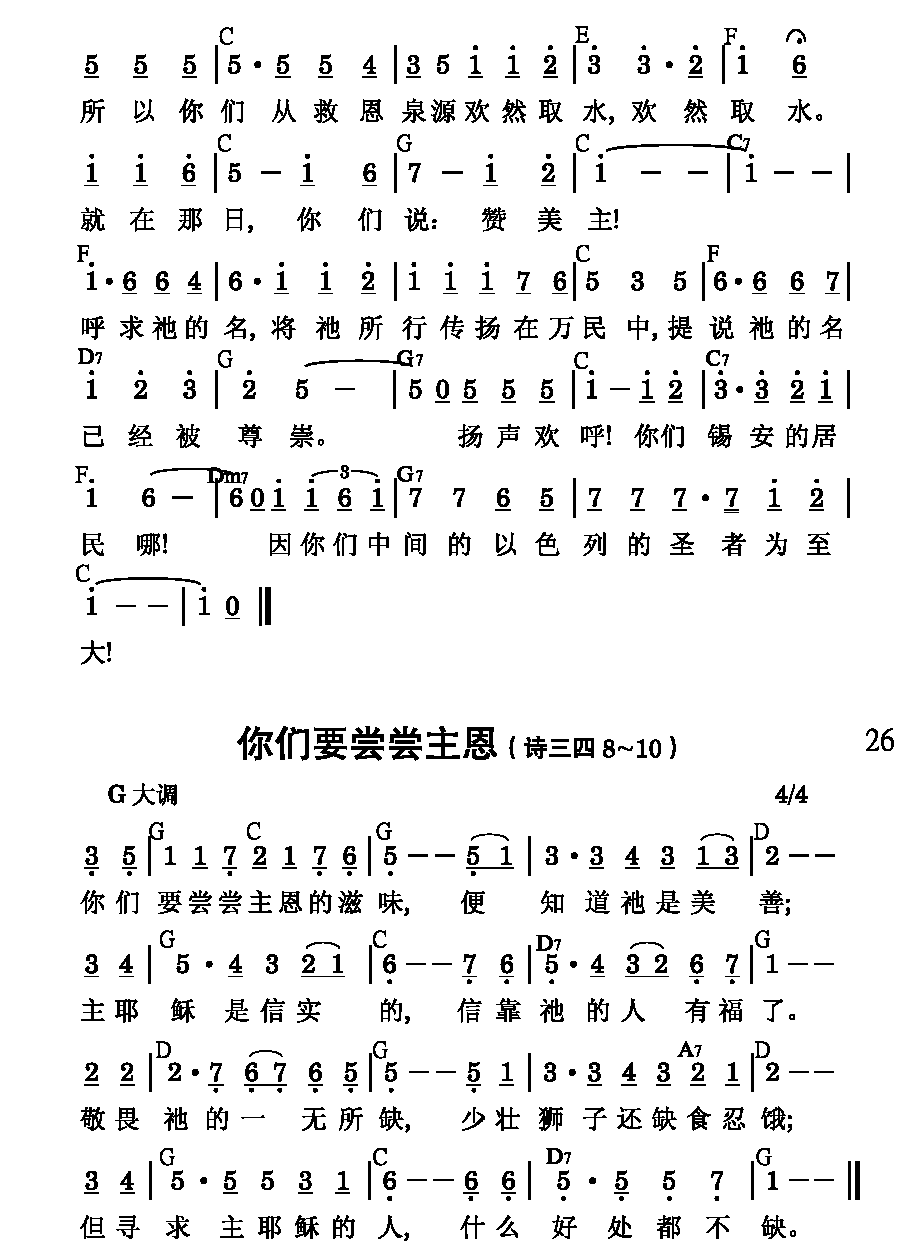 C E F
5 5 5 | 5· 5 5 4 | 3 5 1 1 2 | 3 3· 2 | 1 6
所以你们从救恩泉源欢然取水,欢然取水。
C G C C7
1 1 6 | 5 - 1 6 | 7 - 1 2 | 1 - - | 1 - - |
就在那日,你们说:赞美主!
F C F
1· 6 6 4 | 6· 1 1 2 | 1 1 1 7 6 | 5 3 5 | 6· 6 6 7 |
呼求祂的名,将祂所行传扬在万民中,提说祂的名
D7 G G7 C C7
1 2 3 | 2 5 - | 5 0 5 5 5 | 1 - 1 2 | 3· 3 2 1 |
已经被尊崇。扬声欢呼!你们锡安的居
F Dm7 3 G7
1 6 - | 6 0 1 1 6 1 | 7 7 6 5 | 7 7 7· 7 1 2 |
民哪!因你们中间的以色列的圣者为至
C
1 - - | 1 0 ‖
大!
你们要尝尝主恩(诗三四8~10) 26
G大调 4/4
G C G D
3 5 | 1 1 7 2 1 7 6 | 5 - - 5 1 | 3· 3 4 3 1 3 | 2 - -
你们要尝尝主恩的滋味,便知道祂是美善;
G C D7 G
3 4 | 5· 4 3 2 1 | 6 - - 7 6 | 5· 4 3 2 6 7 | 1 - -
主耶稣是信实的,信靠祂的人有福了。
D G A7 D
2 2 | 2· 7 6 7 6 5 | 5 - - 5 1 | 3· 3 4 3 2 1 | 2 - -
敬畏祂的一无所缺,少壮狮子还缺食忍饿;
G C D7 G
3 4 | 5· 5 5 3 1 | 6 - - 6 6 | 5· 5 5 7 | 1 - - ‖
但寻求主耶稣的人,什么好处都不缺。